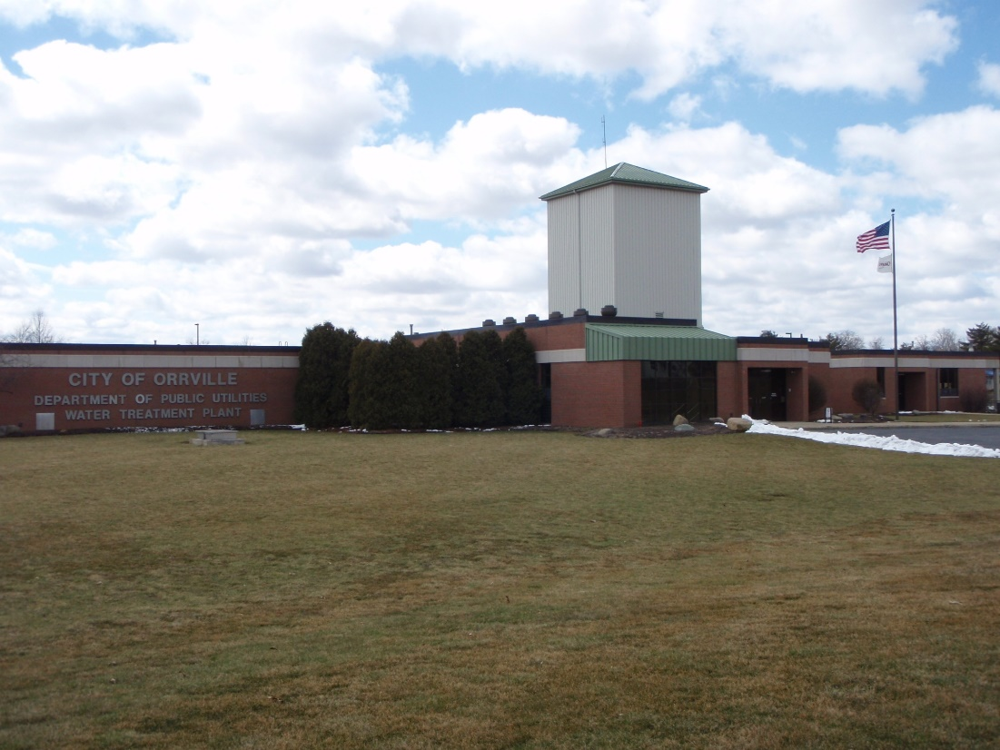 CITY OF ORRVILLE
DEPARTMENT OF PUBLIC UTILITIES
WATER TREATMENT PLANT